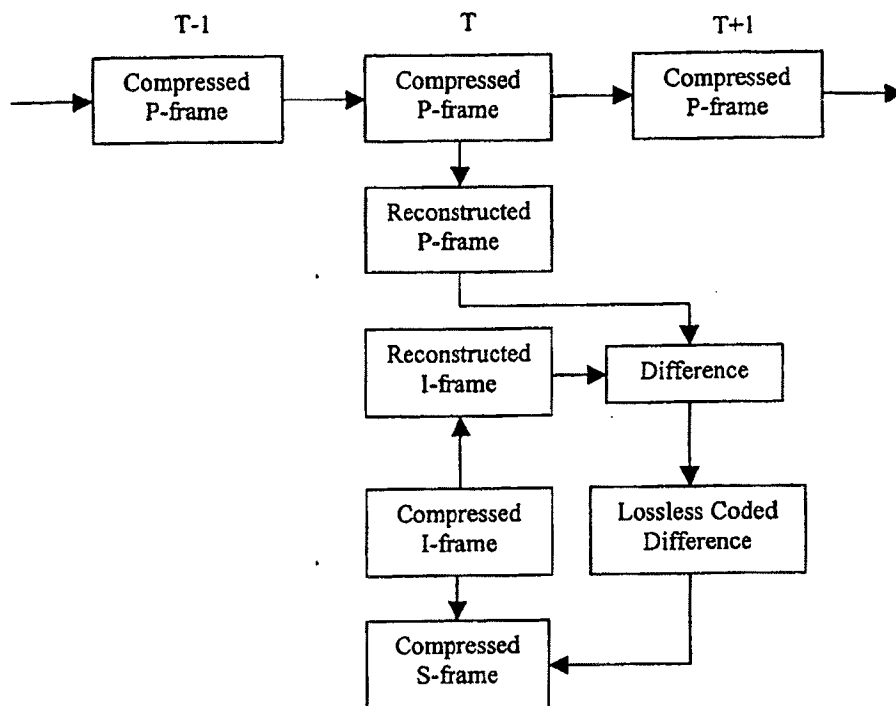 T-1 T T+1
Compressed Compressed Compressed
P-frame P-frame P-frame
Reconstructed
P-frame
Reconstructed
I-frame
Difference
Compressed
I-frame
Lossless Coded
Difference
Compressed
S-frame